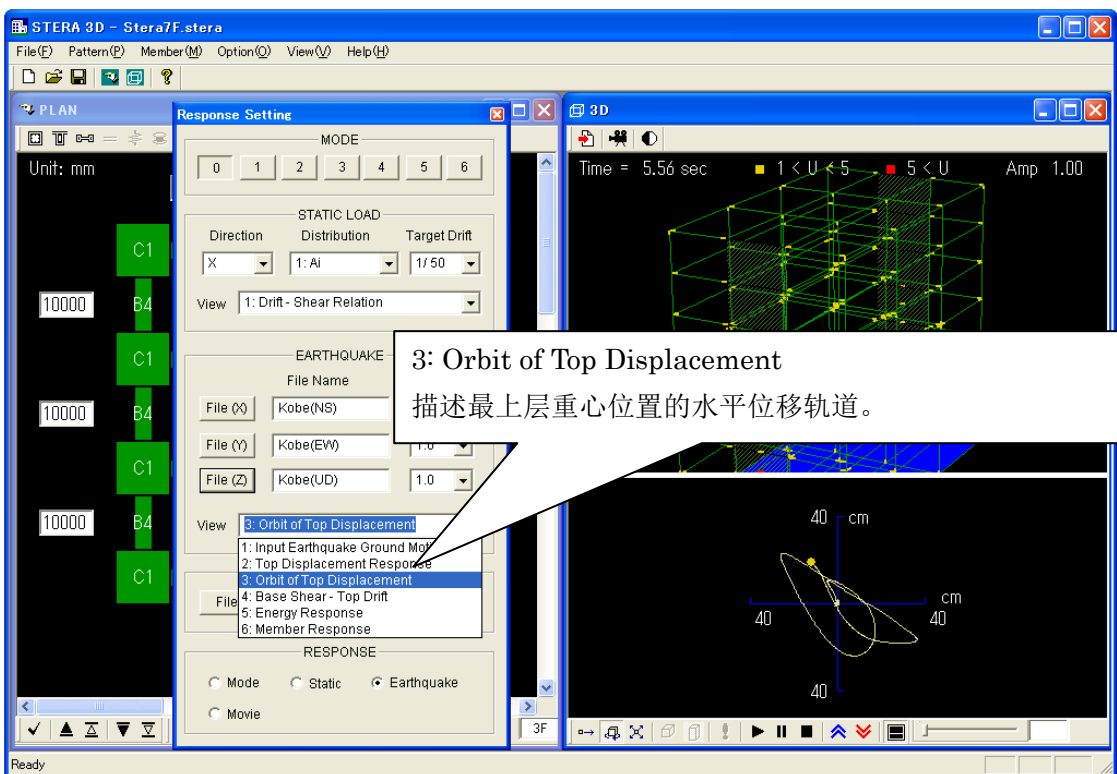 STERA 3D - Stera7F.stera
File(F) Pattern(P) Member(M) Option(O) View(V) Help(H)
PLAN
Unit: mm
C1
10000 B4
C1
10000 B4
C1
10000 B4
C1
3F
Response Setting
MODE
0 1 2 3 4 5 6
STATIC LOAD
Direction Distribution Target Drift
X 1: Ai 1/50
View 1: Drift - Shear Relation
EARTHQUAKE
File Name
File (X) Kobe(NS)
File (Y) Kobe(EW) 1.0
File (Z) Kobe(UD) 1.0
View 3: Orbit of Top Displacement
1: Input Earthquake Ground
2: Top Displacement Response
3: Orbit of Top Displacement
4: Base Shear - Top Drift
5: Energy Response
6: Member Response
File
RESPONSE
Mode Static Earthquake
Movie
3: Orbit of Top Displacement
描述最上层重心位置的水平位移轨道。
3D
Time = 5.56 sec 1 < U < 5 5 < U Amp 1.00
40 cm
cm
40 40
40
Ready